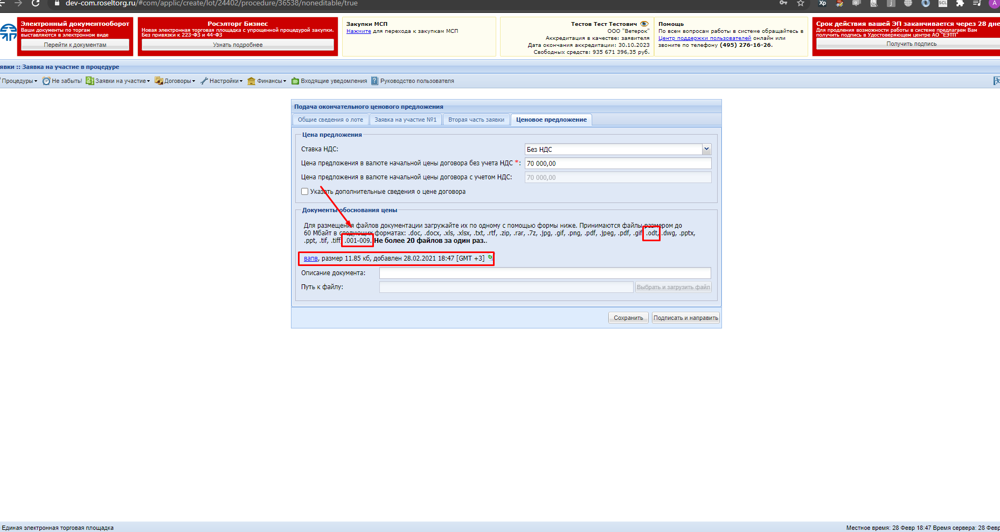 dev-com.roseltorg.ru/#com/applic/create/lot/24402/procedure/36538/noneditable/true
Xp
SCL
A
Электронный документооборот
Ваши документы по торгам
выставляются в электронном виде
Перейти к документам
Росэлторг Бизнес
Новая электронная торговая площадка с упрощенной процедурой закупки.
Без привязки к 223-ФЗ и 44-ФЗ
Узнать подробнее
Закупки МСП
Нажмите для перехода к закупкам МСП
Тестов Тест Тестович
ООО "Ветерок"
Аккредитация в качестве: заявителя
Дата окончания аккредитации: 30.10.2023
Свободных средств: 935 671 396,35 руб.
Помощь
По всем вопросам работы в системе обращайтесь в
Центр поддержки пользователей онлайн или
звоните по телефону (495) 276-16-26.
Срок действия вашей ЭП заканчивается через 28 дне
Для продления возможности работы в системе предлагаем Вам
получить подпись в Удостоверяющем центре АО "ЕЭТП"
Получить подпись
явки :: Заявка на участие в процедуре
Процедуры
Не забыть!
Заявки на участие
Договоры
Настройки
Финансы
Входящие уведомления
Руководство пользователя
Подача окончательного ценового предложения
Общие сведения о лоте
Заявка на участие №1
Вторая часть заявки
Ценовое предложение
Цена предложения
Ставка НДС:
Без НДС
Цена предложения в валюте начальной цены договора без учета НДС *:
70 000,00
Цена предложения в валюте начальной цены договора с учетом НДС:
70 000,00
Указать дополнительные сведения о цене договора
Документы обоснования цены
Для размещения файлов документации загружайте их по одному с помощью формы ниже. Принимаются файлы размером до
60 Мбайт в следующих форматах: .doc, .docx, .xls, .xlsx, .txt, .rtf, .zip, .rar, .7z, .jpg, .gif, .png, .pdf, .jpeg, .pdf, .gif, .odt, .dwg, .pptx,
.ppt, .tif, .tiff, .001-009. Не более 20 файлов за один раз..
вапв, размер 11.85 кб, добавлен 28.02.2021 18:47 [GMT +3]
Описание документа:
Путь к файлу:
Выбрать и загрузить файл
Сохранить
Подписать и направить
Единая электронная торговая площадка
Местное время: 28 Февр 18:47 Время сервера: 28 Февр